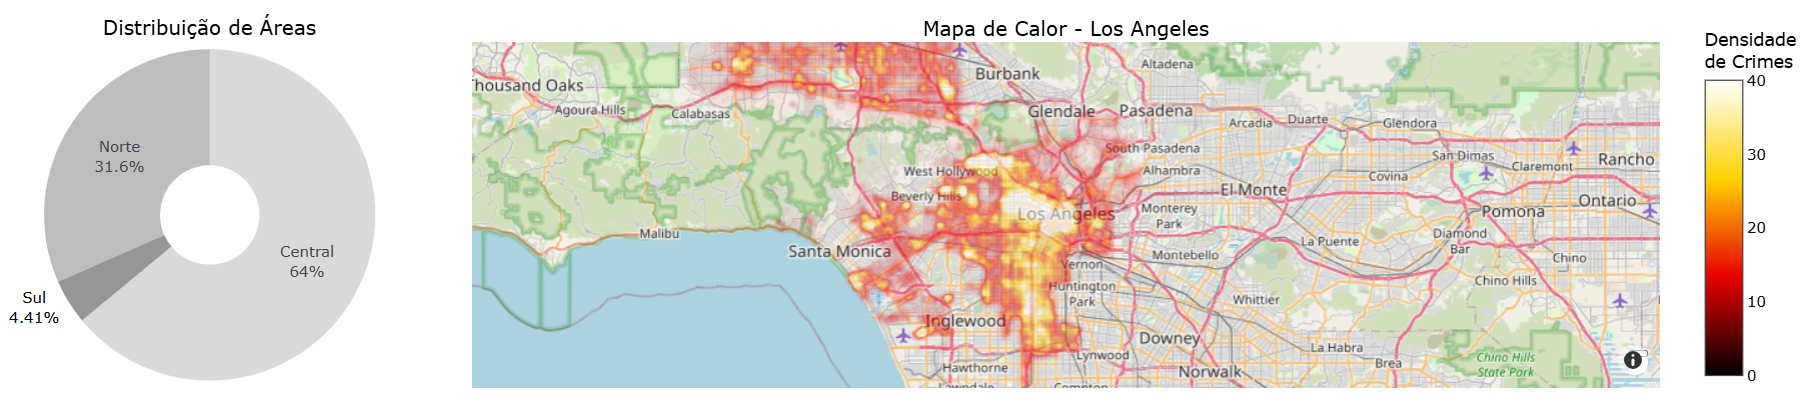 Distribuição de Áreas
Norte
31.6%
Central
64%
Sul
4.41%
Mapa de Calor - Los Angeles
Thousand Oaks
Agoura Hills
Calabasas
Malibu
Burbank
Altadena
Glendale
Pasadena
Arcadia
Duarte
Glendora
South Pasadena
San Dimas
Claremont
Rancho
West Hollywood
Alhambra
Covina
Beverly Hills
El Monte
Los Angeles
Monterey
Park
Pomona
Ontario
Santa Monica
La Puente
Diamond
Bar
Vernon
Montebello
Chino
Huntington
Park
Whittier
Chino Hills
Inglewood
Downey
La Habra
Lynwood
Brea
Chino Hills
State Park
Hawthorne
Norwalk
Lawndale
Compton
Densidade
de Crimes
40
30
20
10
0